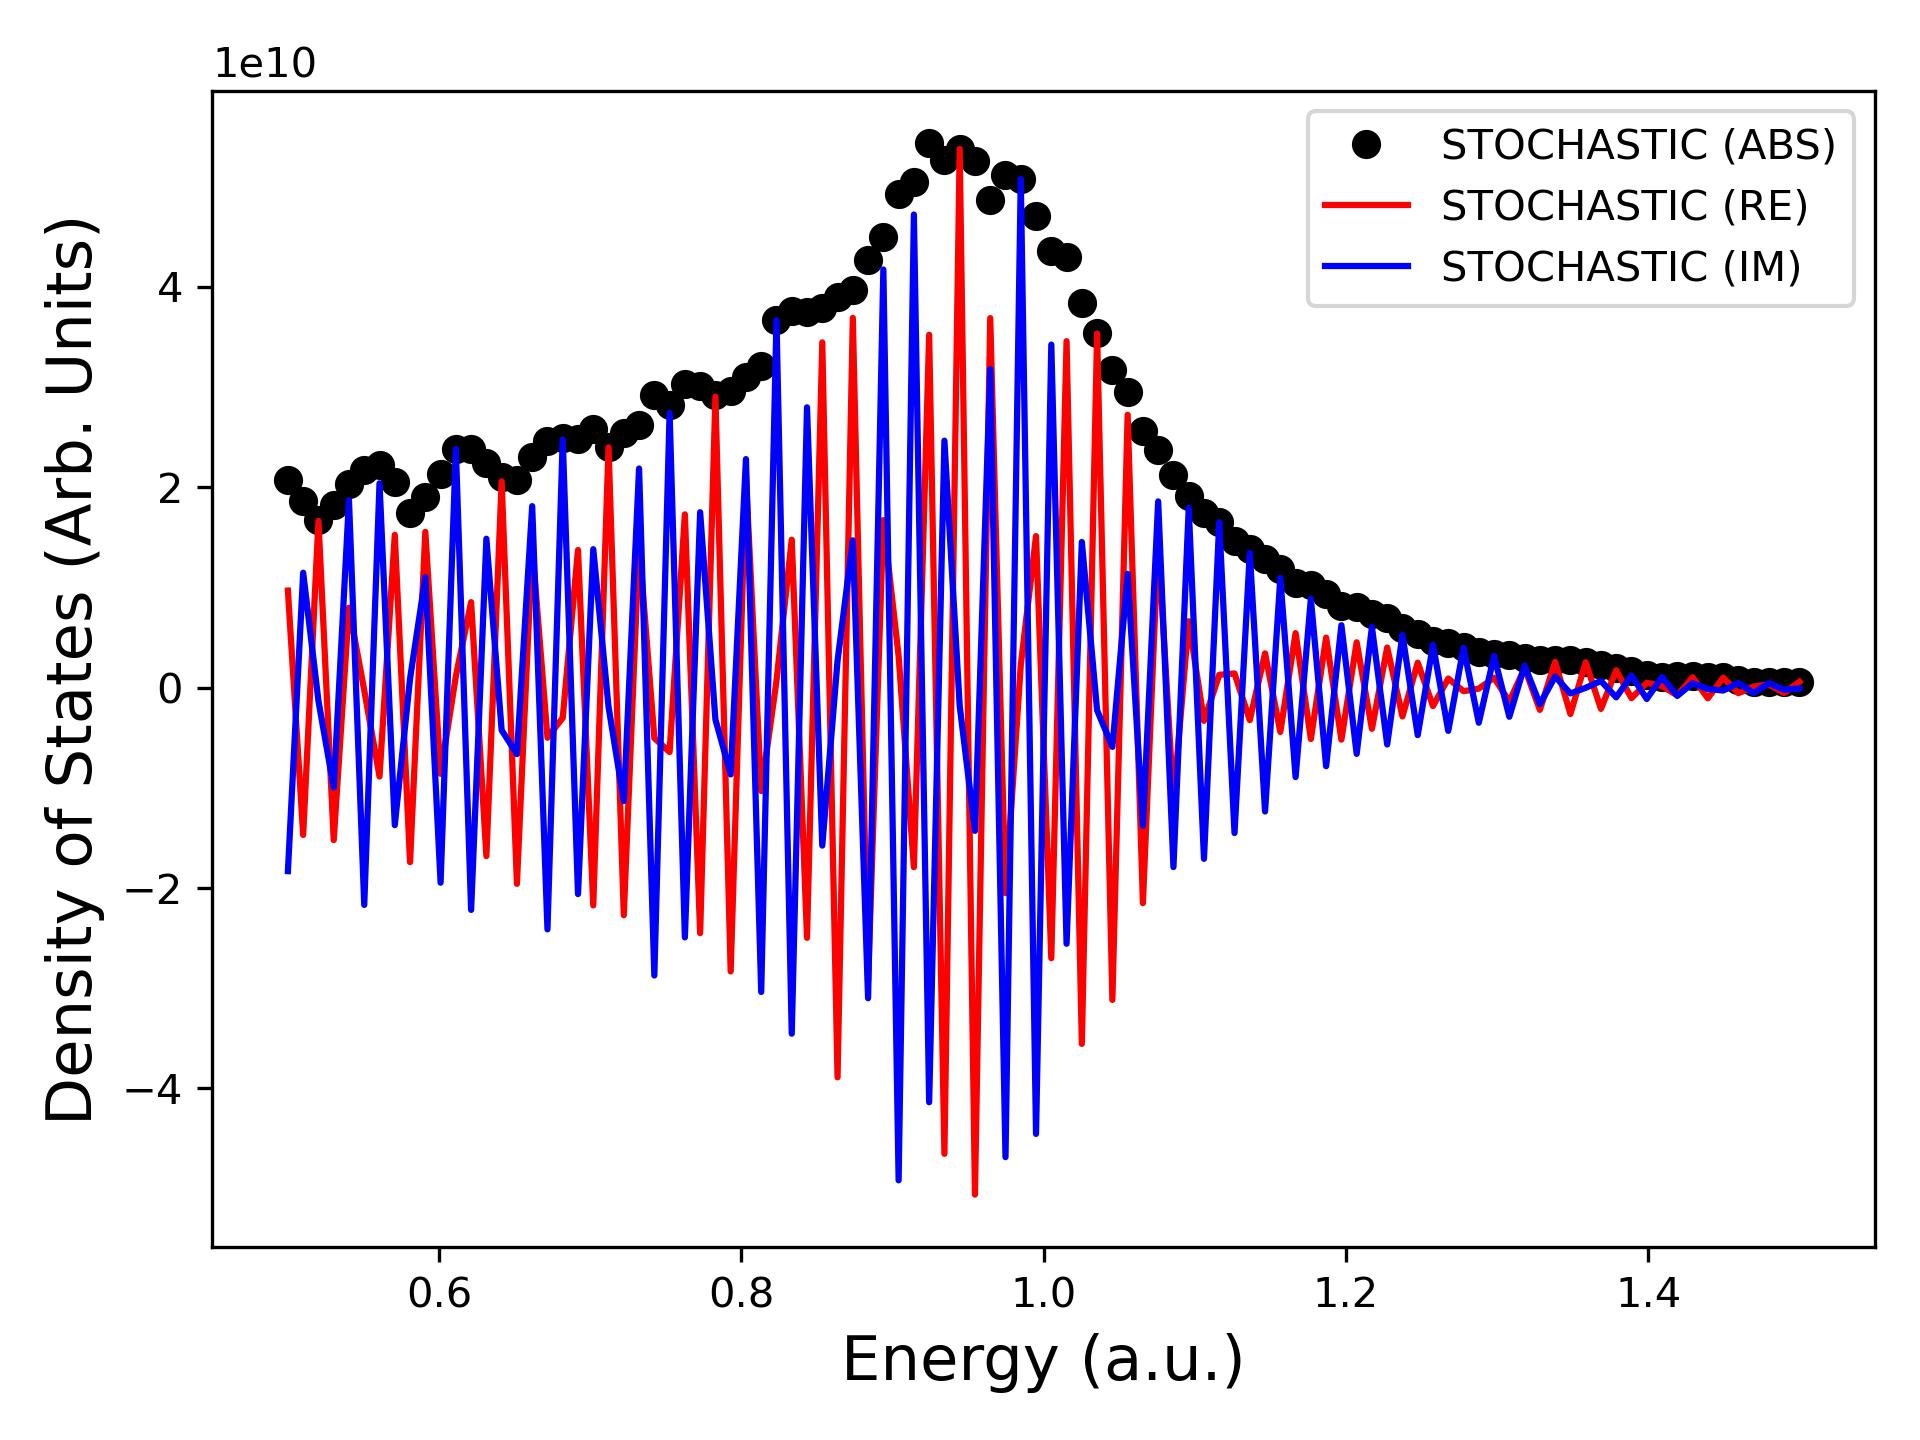 1e10
STOCHASTIC (ABS)
STOCHASTIC (RE)
STOCHASTIC (IM)
Density of States (Arb. Units)
4
2
0
−2
−4
0.6 0.8 1.0 1.2 1.4
Energy (a.u.)